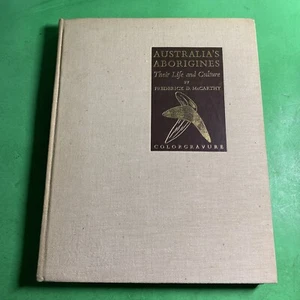 AUSTRALIA'S
ABORIGINES
Their Life and Culture
BY
FREDERICK D. McCARTHY
COLORGRAVURE